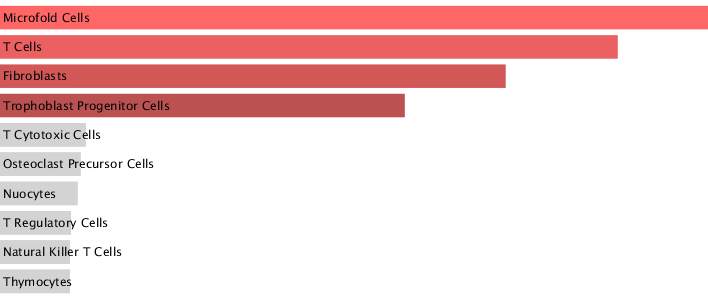 Microfold Cells
T Cells
Fibroblasts
Trophoblast Progenitor Cells
T Cytotoxic Cells
Osteoclast Precursor Cells
Nuocytes
T Regulatory Cells
Natural Killer T Cells
Thymocytes